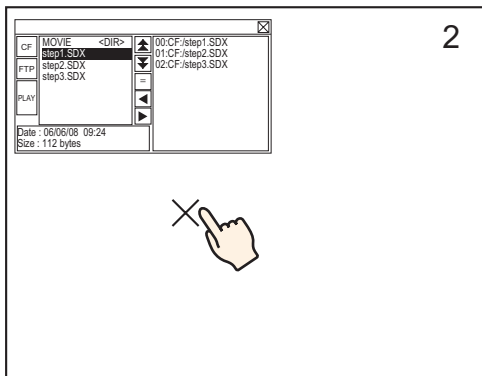 2
CF
FTP
PLAY
MOVIE <DIR>
step1.SDX
step2.SDX
step3.SDX
=
00:CF:/step1.SDX
01:CF:/step2.SDX
02:CF:/step3.SDX
Date : 06/06/08 09:24
Size : 112 bytes